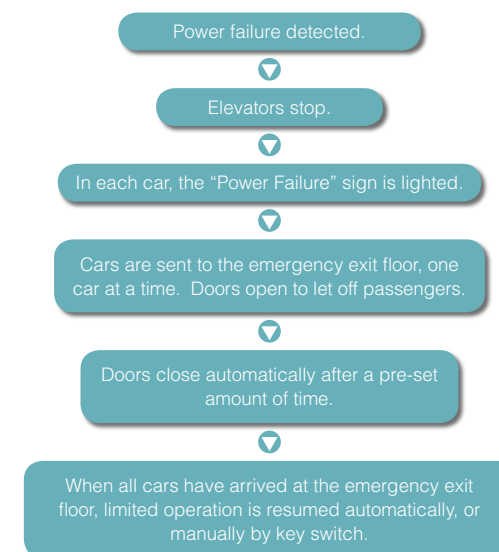 Power failure detected.
Elevators stop.
In each car, the “Power Failure” sign is lighted.
Cars are sent to the emergency exit floor, one
car at a time.  Doors open to let off passengers.
Doors close automatically after a pre-set
amount of time.
When all cars have arrived at the emergency exit
floor, limited operation is resumed automatically, or
manually by key switch.